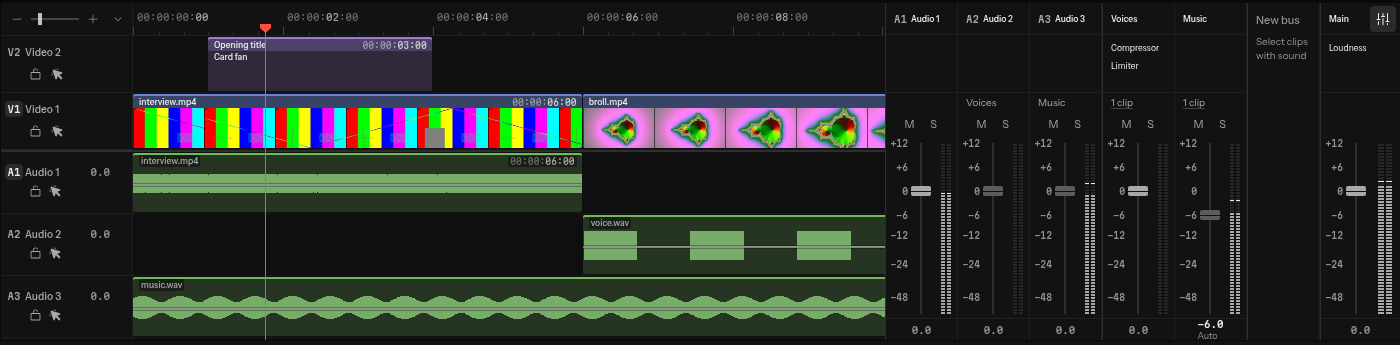 00:00:00:00 00:00:02:00 00:00:04:00 00:00:06:00 00:00:08:00
V2 Video 2
Opening title 00:00:03:00
Card fan
V1 Video 1
interview.mp4 00:00:06:00 broll.mp4
A1 Audio 1 0.0
interview.mp4 00:00:06:00
A2 Audio 2 0.0
voice.wav
A3 Audio 3 0.0
music.wav
A1 Audio 1 A2 Audio 2 A3 Audio 3 Voices Music New bus Main
Select clips
with sound
Compressor
Limiter
Loudness
Voices Music 1 clip 1 clip
M S M S M S M S M S
+12 +12 +12 +12 +12 +12
+6 +6 +6 +6 +6 +6
0 0 0 0 0 0
-6 -6 -6 -6 -6 -6
-12 -12 -12 -12 -12 -12
-24 -24 -24 -24 -24 -24
-48 -48 -48 -48 -48 -48
0.0 0.0 0.0 0.0 -6.0 0.0
Auto